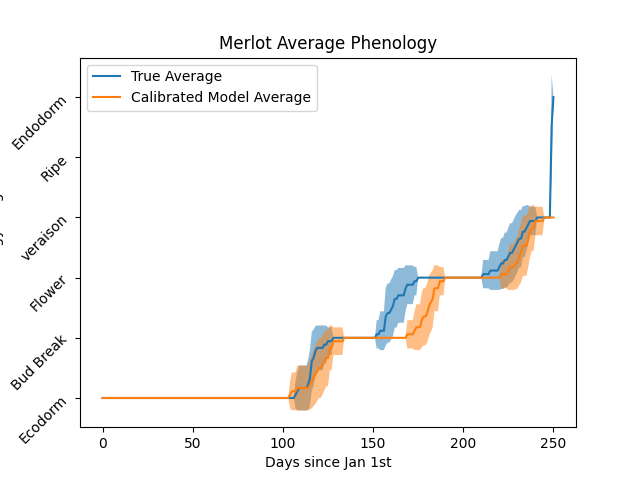 Merlot Average Phenology
True Average
Calibrated Model Average
Endodorm
Ripe
veraison
Flower
Bud Break
Ecodorm
0 50 100 150 200 250
Days since Jan 1st